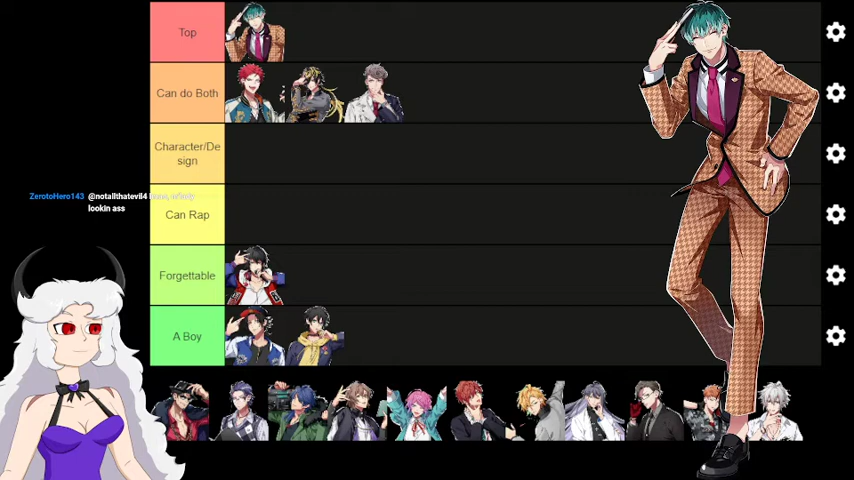 Top
Can do Both
Character/De
sign
Can Rap
Forgettable
A Boy
ZerotoHero143 @notallthatevil4
lookin ass